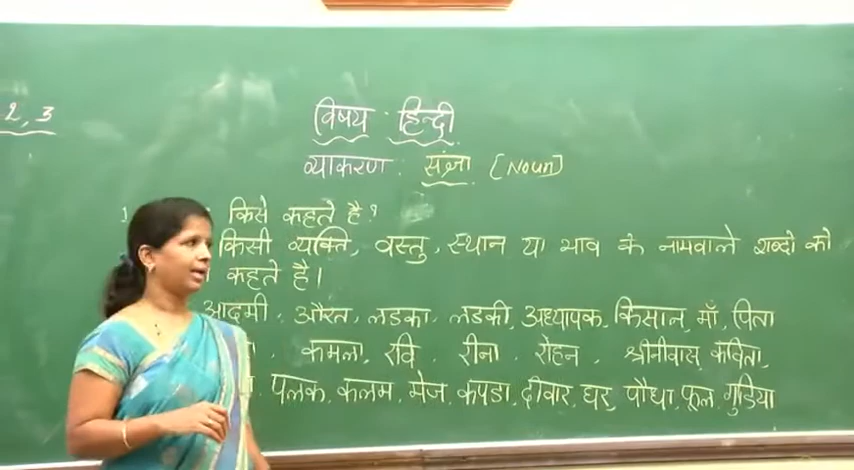 2, 3
विषय . हिन्दी
व्याकरण . संज्ञा [Noun]
किसे कहते है ?
किसी व्यक्ति, वस्तु, स्थान या भाव के नामवाले शब्दो को
कहते है ।
आदमी . औरत, लडका, लडकी, अध्यापक, किसान, माँ, पिता
कमला, रवि . रीना . रोहन . श्रीनीवास, कविता,
पलक, कलम, मेज, कपडा, दीवार, घर, पौधा, फूल, गुडिया